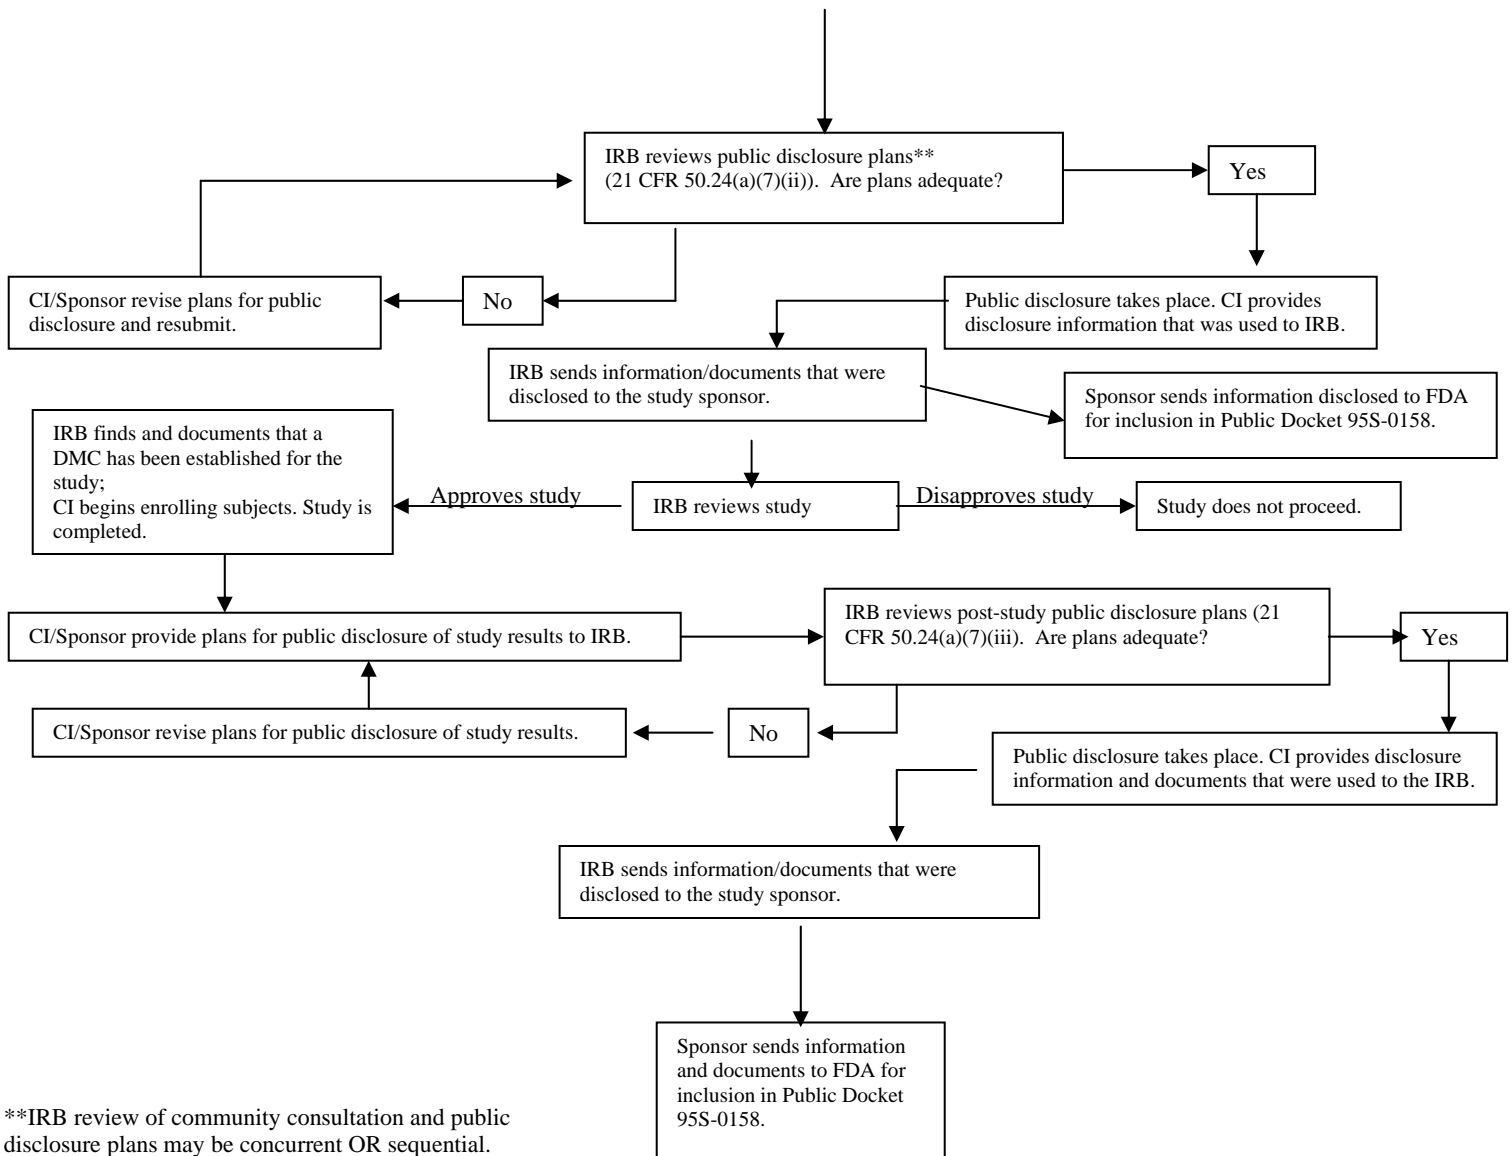 IRB reviews public disclosure plans**
(21 CFR 50.24(a)(7)(ii)).  Are plans adequate?
Yes
CI/Sponsor revise plans for public
disclosure and resubmit.
No
Public disclosure takes place. CI provides
disclosure information that was used to IRB.
IRB sends information/documents that were
disclosed to the study sponsor.
Sponsor sends information disclosed to FDA
for inclusion in Public Docket 95S-0158.
IRB finds and documents that a
DMC has been established for the
study;
CI begins enrolling subjects. Study is
completed.
Approves study
IRB reviews study
Disapproves study
Study does not proceed.
CI/Sponsor provide plans for public disclosure of study results to IRB.
IRB reviews post-study public disclosure plans (21
CFR 50.24(a)(7)(iii).  Are plans adequate?
Yes
CI/Sponsor revise plans for public disclosure of study results.
No
Public disclosure takes place. CI provides disclosure
information and documents that were used to the IRB.
IRB sends information/documents that were
disclosed to the study sponsor.
Sponsor sends information
and documents to FDA for
inclusion in Public Docket
95S-0158.
**IRB review of community consultation and public
disclosure plans may be concurrent OR sequential.